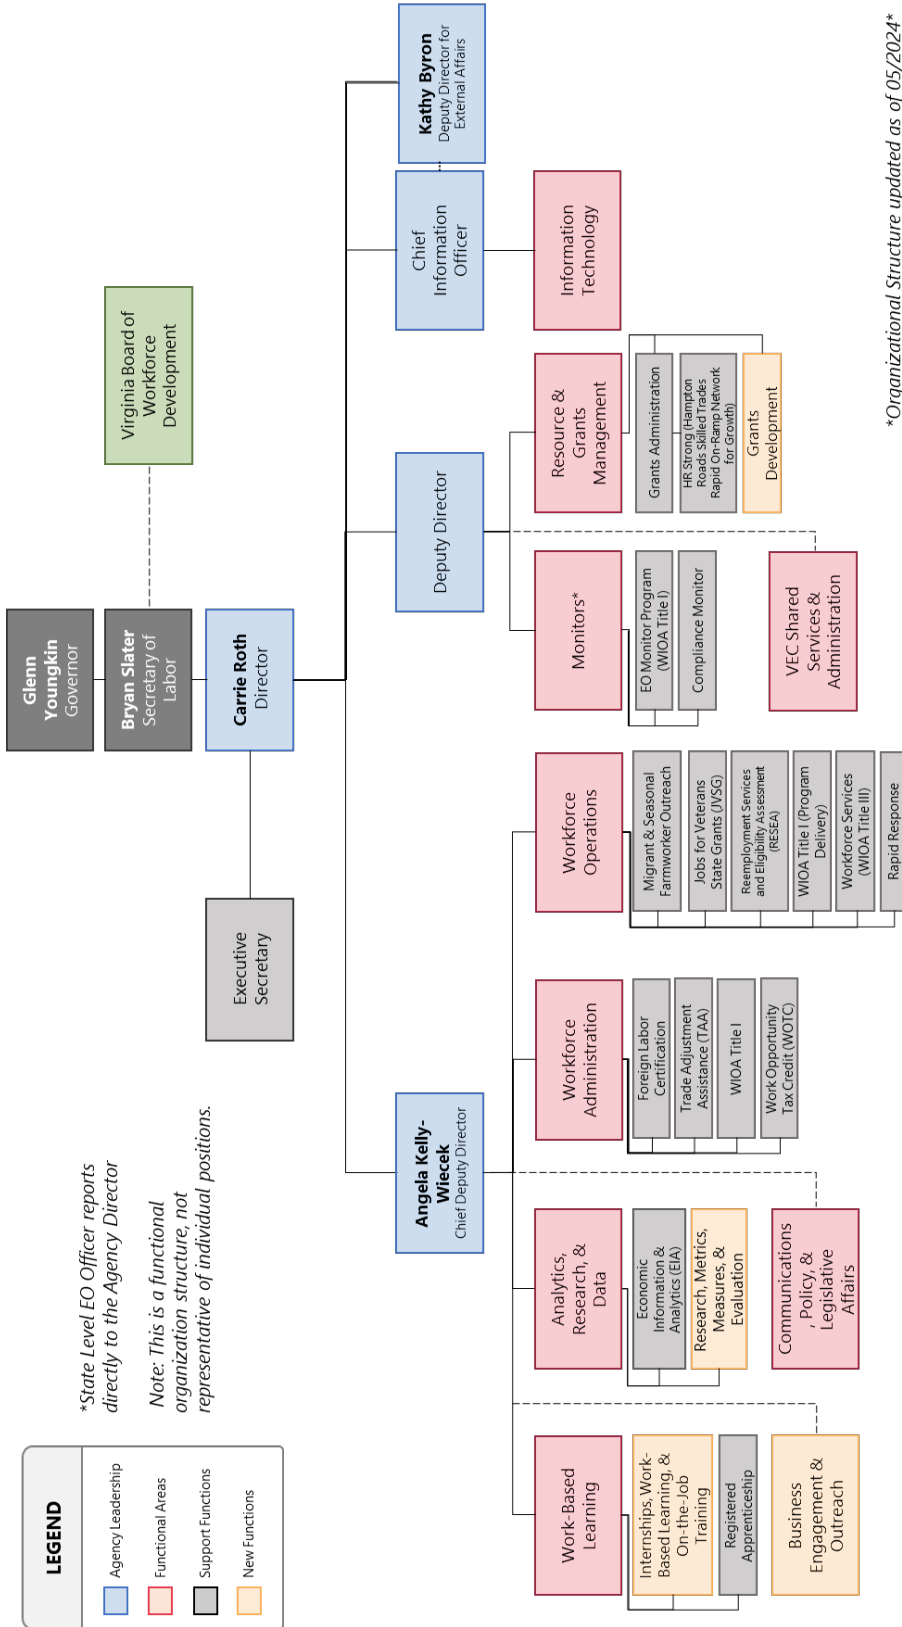 Glenn
Youngkin
Governor
Bryan Slater
Secretary of
Labor
Virginia Board of
Workforce
Development
Carrie Roth
Director
Executive
Secretary
Angela Kelly-
Wiecek
Chief Deputy Director
Deputy Director
Chief
Information
Officer
Kathy Byron
Deputy Director for
External Affairs
Work-Based
Learning
Internships, Work-
Based Learning, &
On-the-Job
Training
Registered
Apprenticeship
Business
Engagement &
Outreach
Analytics,
Research, &
Data
Economic
Information &
Analytics (EIA)
Research, Metrics,
Measures, &
Evaluation
Communications
, Policy, &
Legislative
Affairs
Workforce
Administration
Foreign Labor
Certification
Trade Adjustment
Assistance (TAA)
WIOA Title I
Work Opportunity
Tax Credit (WOTC)
Workforce
Operations
Migrant & Seasonal
Farmworker Outreach
Jobs for Veterans
State Grants (JVSG)
Reemployment Services
and Eligibility Assessment
(RESEA)
WIOA Title I (Program
Delivery)
Workforce Services
(WIOA Title III)
Rapid Response
Monitors*
EO Monitor Program
(WIOA Title I)
Compliance Monitor
VEC Shared
Services &
Administration
Resource &
Grants
Management
Grants Administration
HR Strong (Hampton
Roads Skilled Trades
Rapid On-Ramp Network
for Growth)
Grants
Development
Information
Technology
LEGEND
Agency Leadership
Functional Areas
Support Functions
New Functions
*State Level EO Officer reports
directly to the Agency Director
Note: This is a functional
organization structure, not
representative of individual positions.
*Organizational Structure updated as of 05/2024*